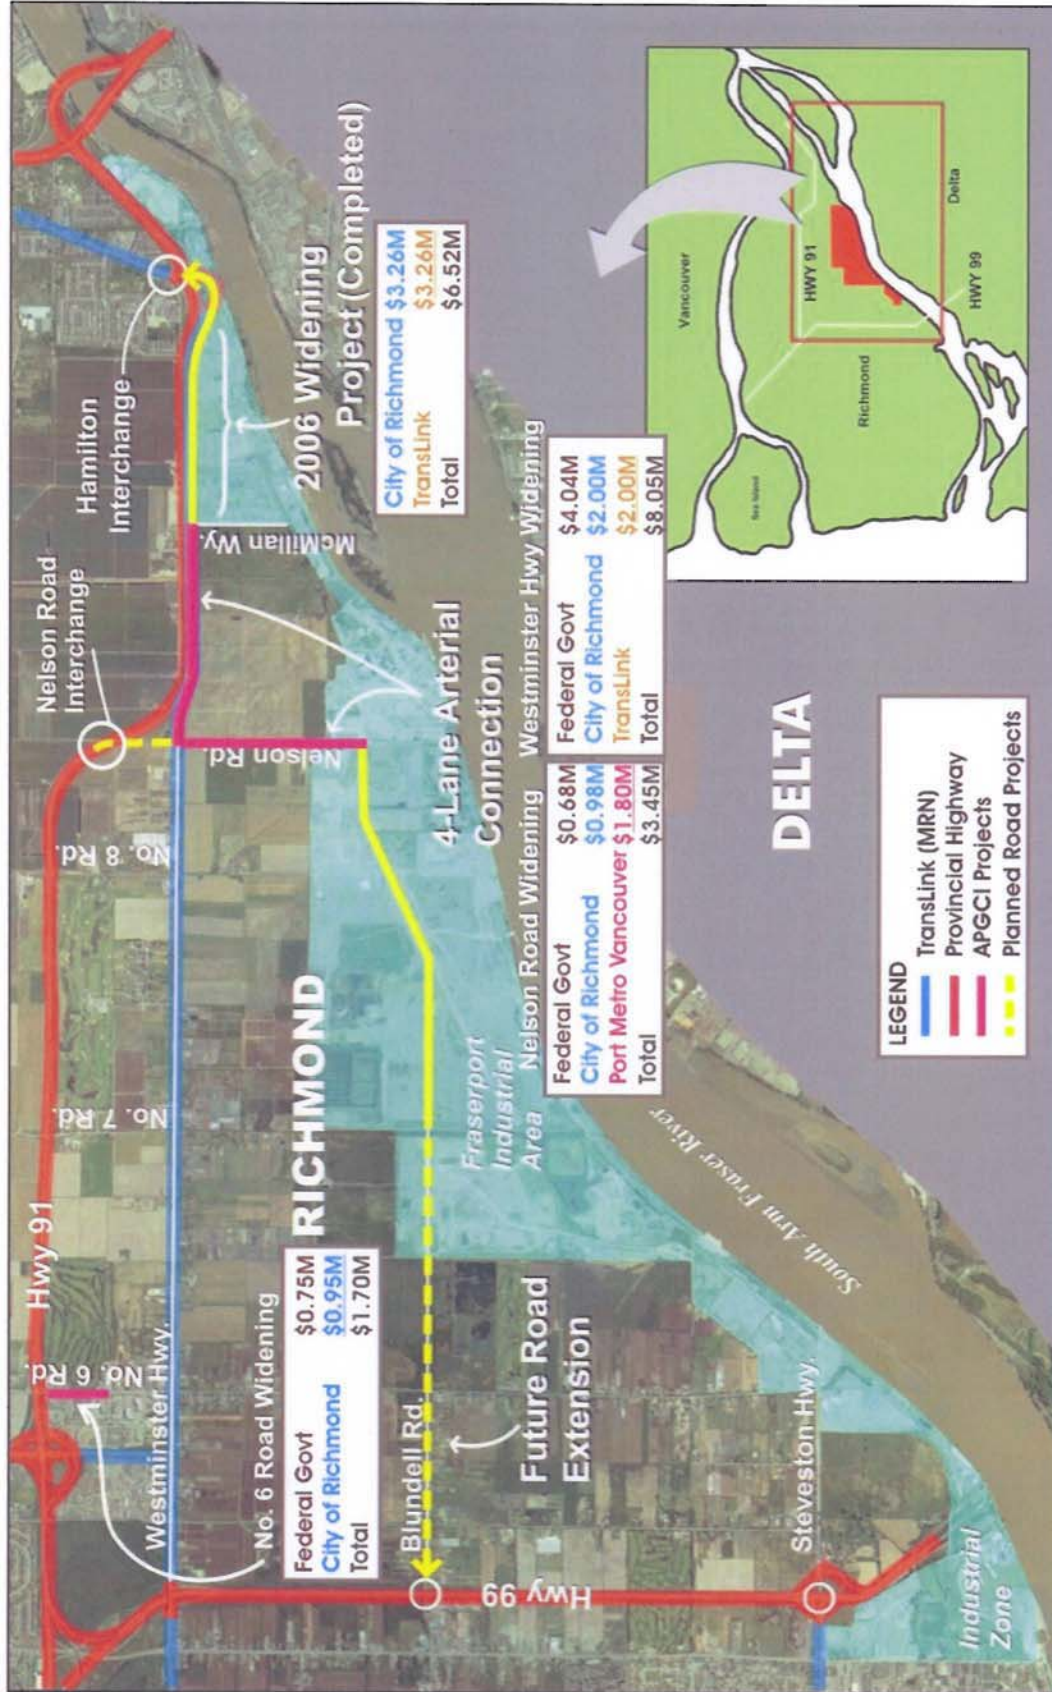 Hwy 91
No. 6 Rd.
No. 7 Rd.
No. 8 Rd.
Westminster Hwy.
Nelson Road
Interchange
Hamilton
Interchange
Nelson Rd.
McMillan Wy.
RICHMOND
No. 6 Road Widening
Federal Govt $0.75M
City of Richmond $0.95M
Total $1.70M
Blundell Rd.
Future Road
Extension
Hwy 99
Steveston Hwy.
Industrial
Zone
Fraserport
Industrial
Area
South Arm Fraser River
4-Lane Arterial
Connection
2006 Widening
Project (Completed)
City of Richmond $3.26M
TransLink $3.26M
Total $6.52M
Nelson Road Widening
Federal Govt $0.68M
City of Richmond $0.98M
Port Metro Vancouver $1.80M
Total $3.45M
Westminster Hwy Widening
Federal Govt $4.04M
City of Richmond $2.00M
TransLink $2.00M
Total $8.05M
DELTA
LEGEND
TransLink (MRN)
Provincial Highway
APGCI Projects
Planned Road Projects
Vancouver
Sea Island
Richmond
HWY 91
HWY 99
Delta